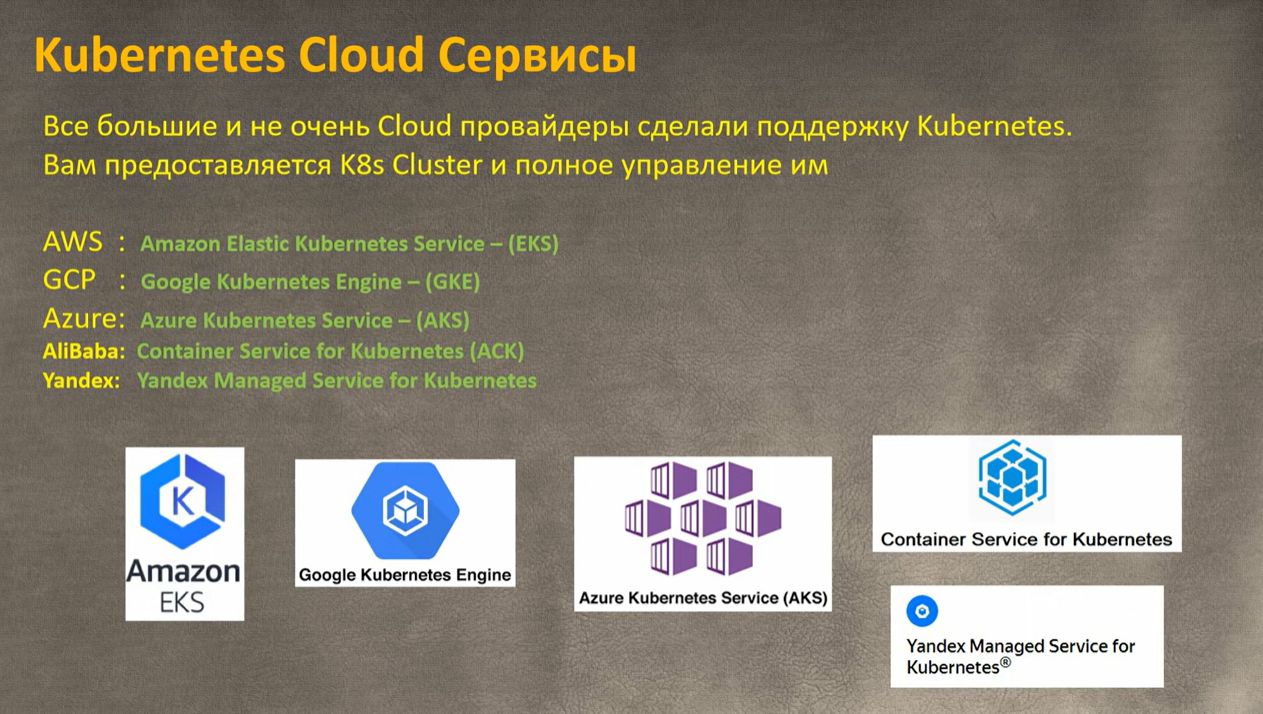 Kubernetes Cloud Сервисы
Все большие и не очень Cloud провайдеры сделали поддержку Kubernetes.
Вам предоставляется K8s Cluster и полное управление им
AWS : Amazon Elastic Kubernetes Service – (EKS)
GCP : Google Kubernetes Engine – (GKE)
Azure: Azure Kubernetes Service – (AKS)
AliBaba: Container Service for Kubernetes (ACK)
Yandex: Yandex Managed Service for Kubernetes
K
Amazon
EKS
Google Kubernetes Engine
Azure Kubernetes Service (AKS)
Container Service for Kubernetes
Yandex Managed Service for
Kubernetes®